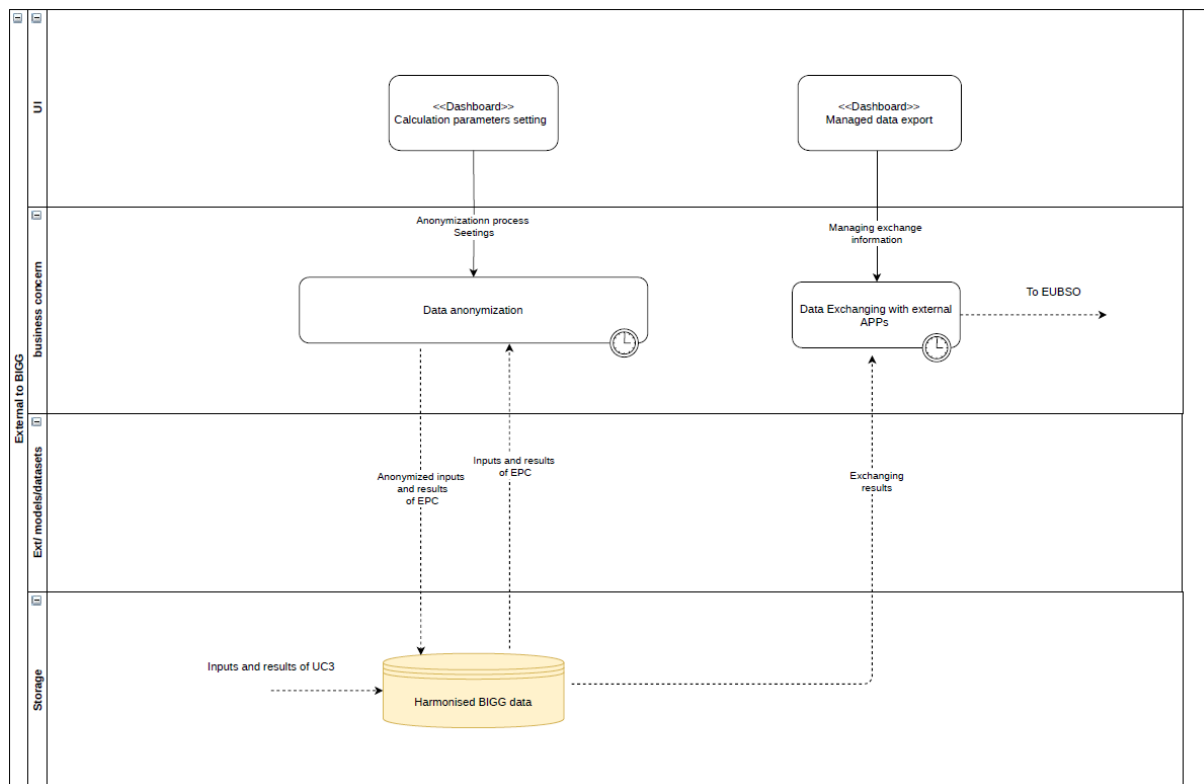 External to BIGG
UI
<<Dashboard>>
Calculation parameters setting
<<Dashboard>>
Managed data export
business concern
Anonymizationn process
Seetings
Managing exchange
information
Data anonymization
Data Exchanging with external
APPs
To EUBSO
Ext/ models/datasets
Anonymized inputs
and results
of EPC
Inputs and results
of EPC
Exchanging
results
Storage
Inputs and results of UC3
Harmonised BIGG data